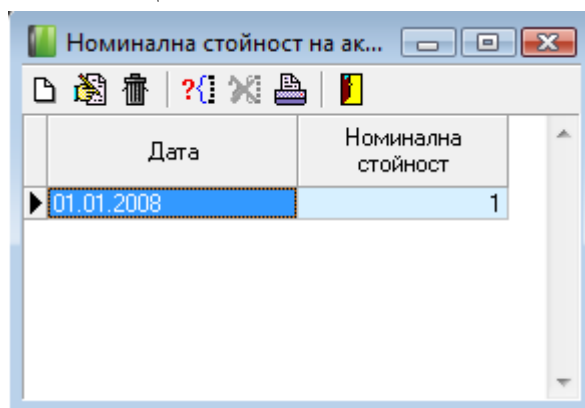 Номинална стойност на ак...
?{
Дата
Номинална
стойност
01.01.2008
1